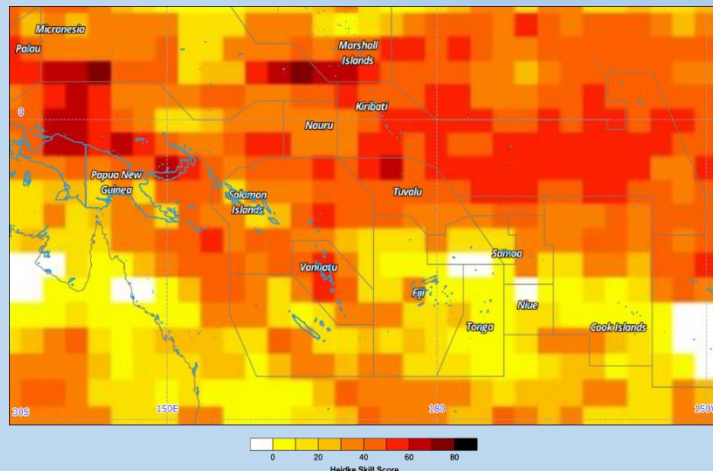 Micronesia
Palau
Marshall
Islands
Kiribati
0
Nauru
Papua New
Guinea
Solomon
Islands
Tuvalu
Samoa
Vanuatu
Fiji
Niue
Tonga
Cook Islands
30S
150E
180
150W
0
20
40
60
80
Heidke Skill Score